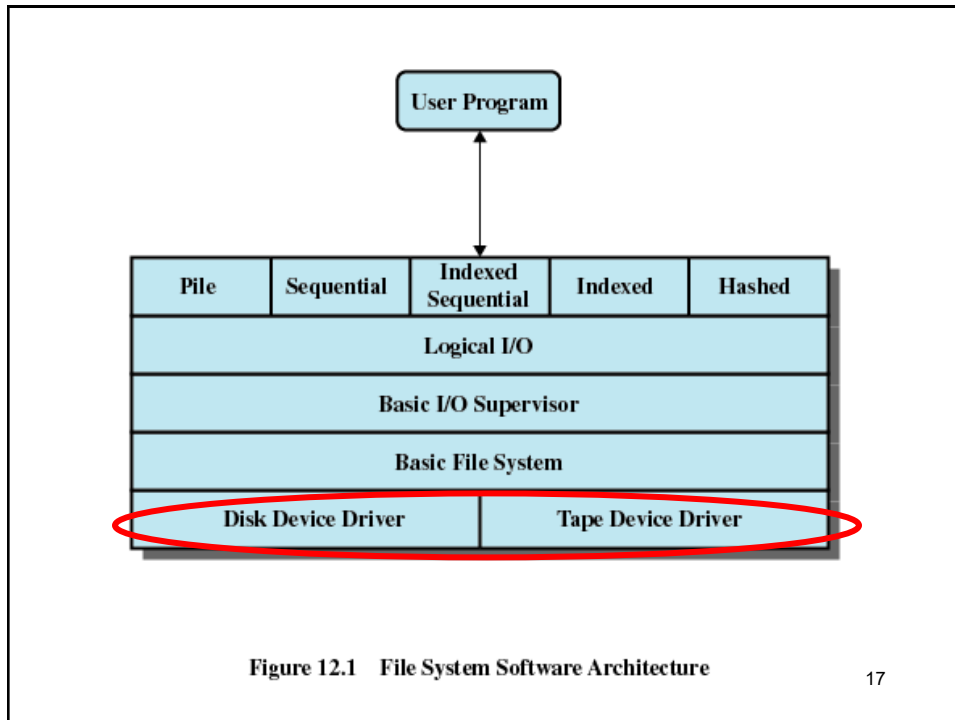 User Program
Pile
Sequential
Indexed
Sequential
Indexed
Hashed
Logical I/O
Basic I/O Supervisor
Basic File System
Disk Device Driver
Tape Device Driver
Figure 12.1 File System Software Architecture
17